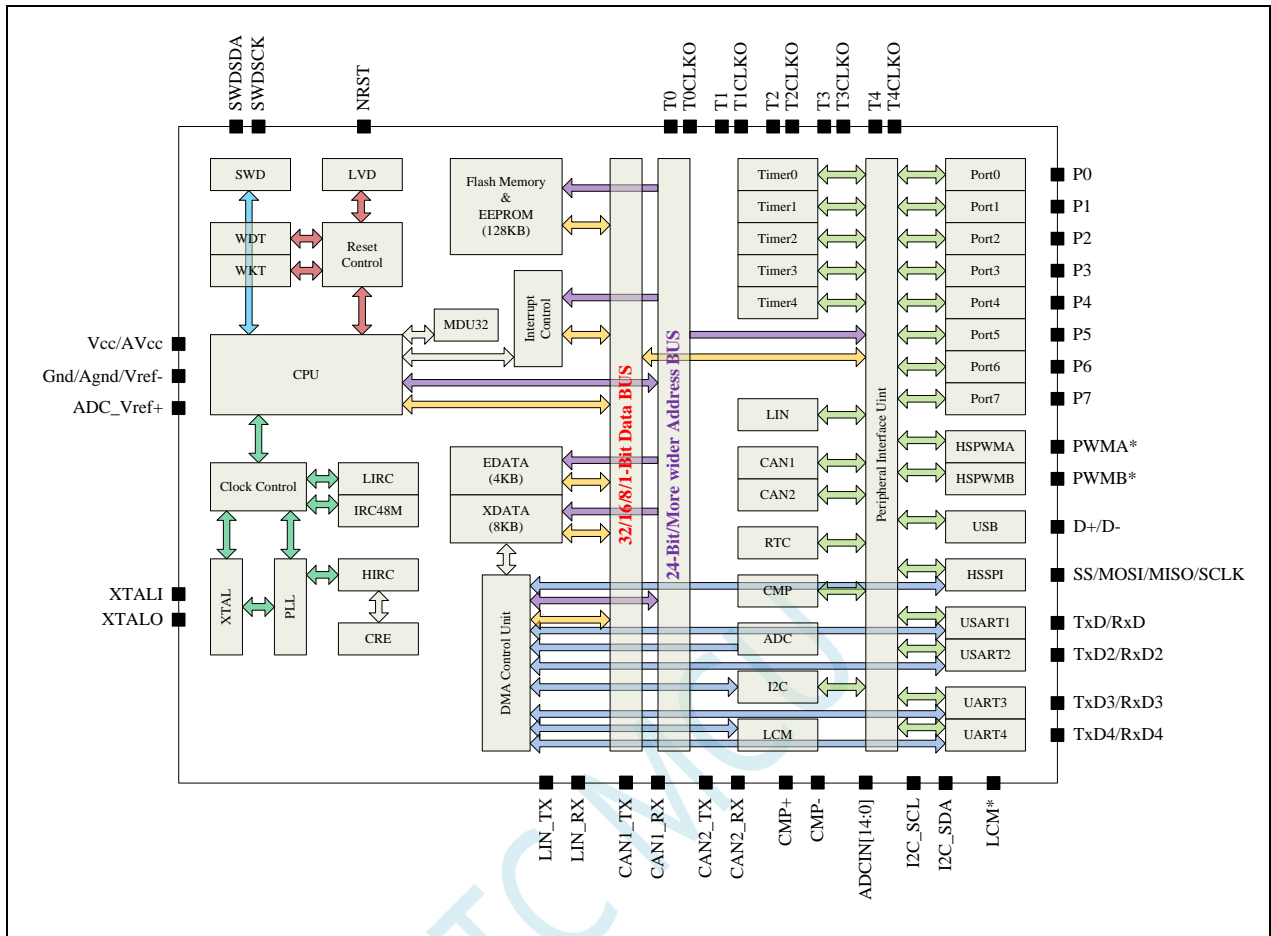 SWDSDA
SWDSCK
NRST
T0
T0CLKO
T1
T1CLKO
T2
T2CLKO
T3
T3CLKO
T4
T4CLKO
SWD
LVD
WDT
WKT
Reset
Control
Flash Memory
&
EEPROM
(128KB)
Interrupt
Control
MDU32
CPU
Vcc/AVcc
Gnd/Agnd/Vref-
ADC_Vref+
Clock Control
LIRC
IRC48M
XTAL
PLL
HIRC
CRE
XTALI
XTALO
EDATA
(4KB)
XDATA
(8KB)
DMA Control Unit
32/16/8/1-Bit Data BUS
24-Bit/More wider Address BUS
Timer0
Timer1
Timer2
Timer3
Timer4
LIN
CAN1
CAN2
RTC
CMP
ADC
I2C
LCM
Peripheral Interface Uint
Port0
Port1
Port2
Port3
Port4
Port5
Port6
Port7
HSPWMA
HSPWMB
USB
HSSPI
USART1
USART2
UART3
UART4
P0
P1
P2
P3
P4
P5
P6
P7
PWMA*
PWMB*
D+/D-
SS/MOSI/MISO/SCLK
TxD/RxD
TxD2/RxD2
TxD3/RxD3
TxD4/RxD4
LIN_TX
LIN_RX
CAN1_TX
CAN1_RX
CAN2_TX
CAN2_RX
CMP+
CMP-
ADCIN[14:0]
I2C_SCL
I2C_SDA
LCM*
TC MCU